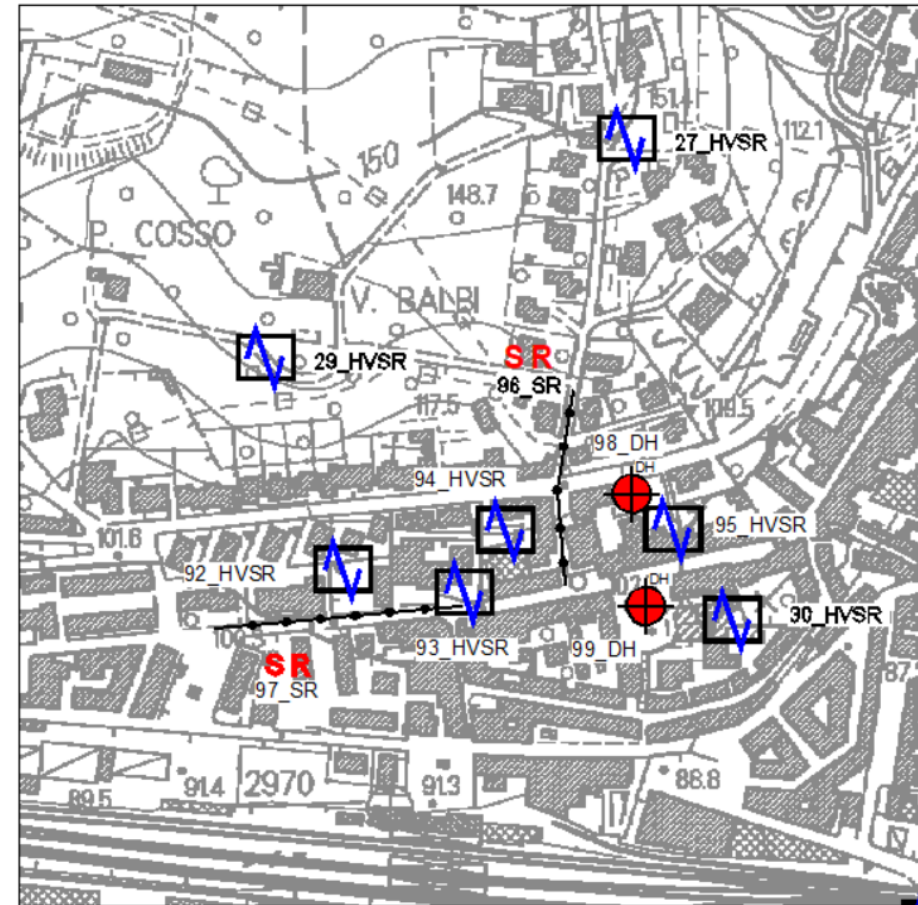 151.4
D
27_HVSR
112.1
150
148.7
P. COSSO
V. BALBI
29_HVSR
SR
96_SR
117.5
109.5
98_DH
94_HVSR
DH
95_HVSR
101.6
92_HVSR
DH
30_HVSR
93_HVSR
99_DH
SR
97_SR
87.
91.4
2970
91.3
88.8
89.5